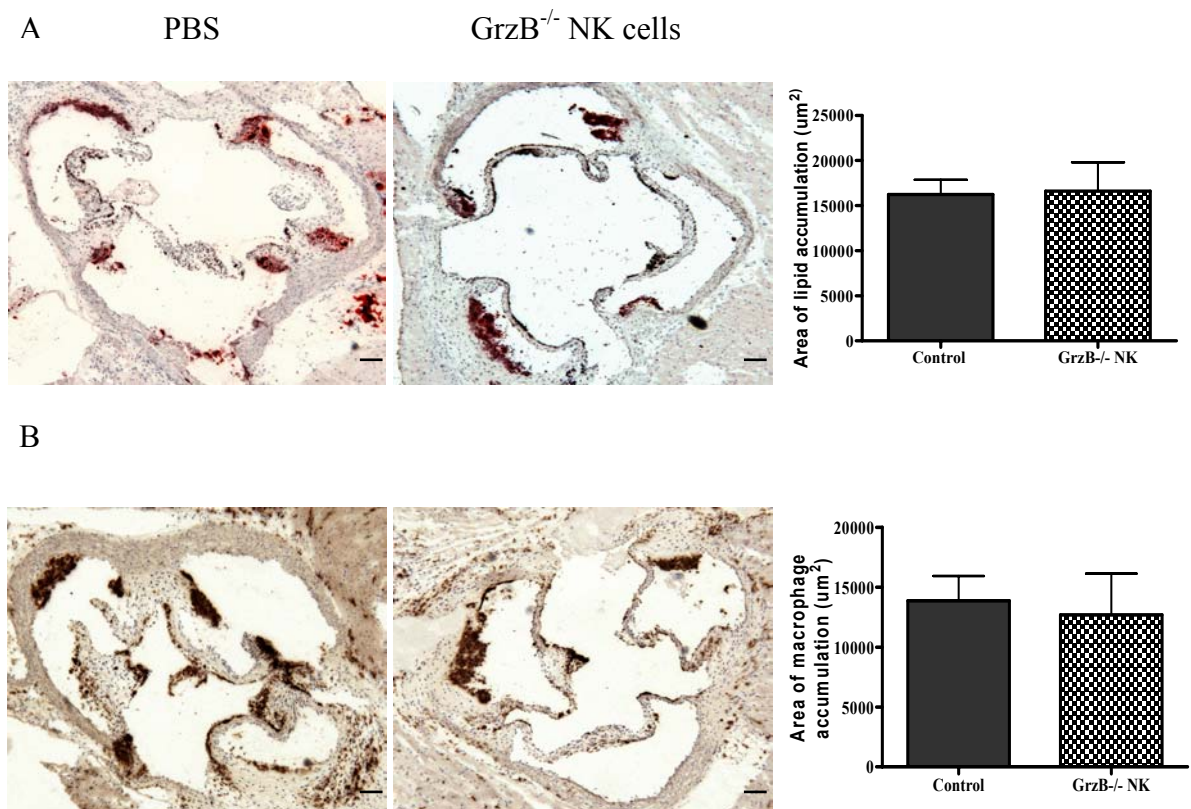 A
PBS
GrzB-/- NK cells
Area of lipid accumulation (um2)
25000
20000
15000
10000
5000
0
Control
GrzB-/- NK
B
Area of macrophage
accumulation (um2)
20000
15000
10000
5000
0
Control
GrzB-/- NK